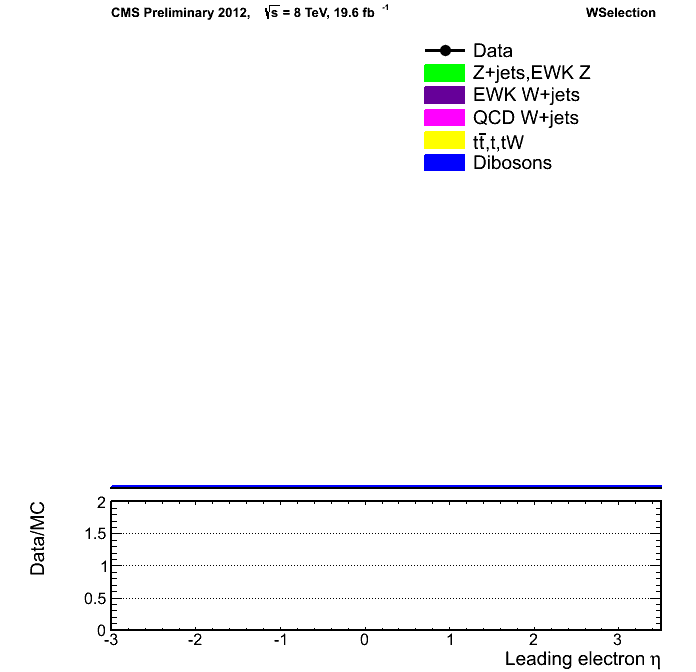 CMS Preliminary 2012, √s = 8 TeV, 19.6 fb -1 WSelection
Data
Z+jets,EWK Z
EWK W+jets
QCD W+jets
tt̅,t,tW
Dibosons
Data/MC
2
1.5
1
0.5
0
-3 -2 -1 0 1 2 3
Leading electron η